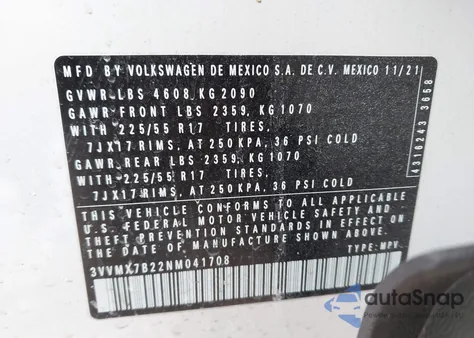 MFD BY VOLKSWAGEN DE MEXICO S.A. DE C.V. MEXICO 11/21
GVWR LBS 4608, KG 2090
GAWR FRONT LBS 2359, KG 1070
WITH 225/55 R17 TIRES,
7JX17 RIMS, AT 250 KPA, 36 PSI COLD
GAWR REAR LBS 2359, KG 1070
WITH 225/55 R17 TIRES,
7JX17 RIMS, AT 250 KPA, 36 PSI COLD
THIS VEHICLE CONFORMS TO ALL APPLICABLE
U.S. FEDERAL MOTOR VEHICLE SAFETY AND
THEFT PREVENTION STANDARDS IN EFFECT ON
THE DATE OF MANUFACTURE SHOWN ABOVE.
3VVMX7B22NM041708 TYPE: MPV
4316243 3658
autoSnap